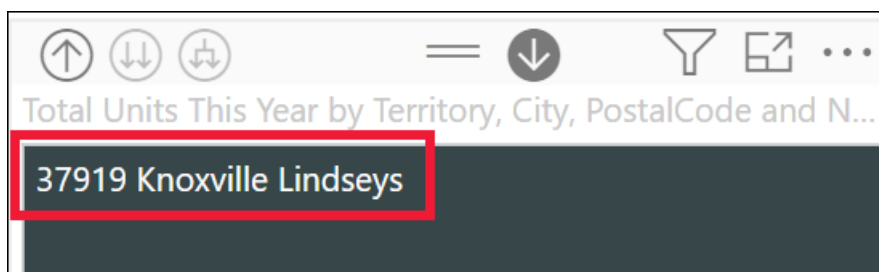 Total Units This Year by Territory, City, PostalCode and N...
37919 Knoxville Lindseys